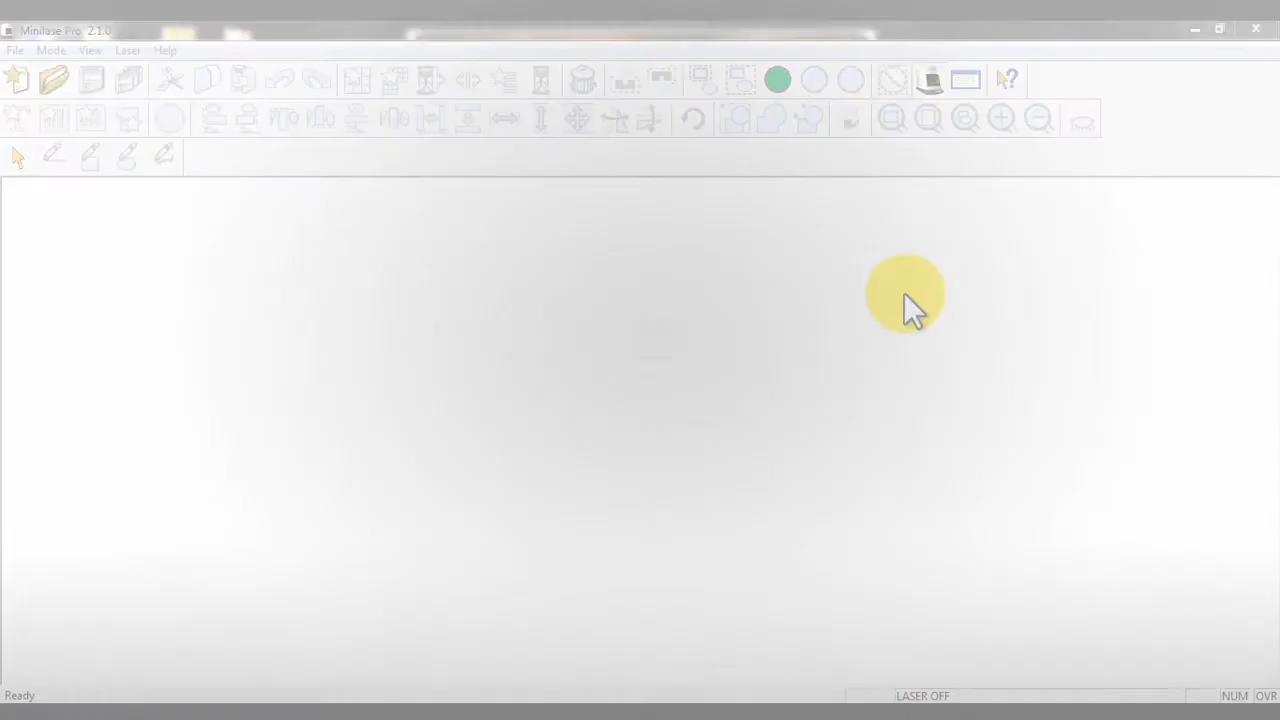 Minilase Pro 2.1.0
File Mode View Laser Help
Ready
LASER OFF
NUM
OVR